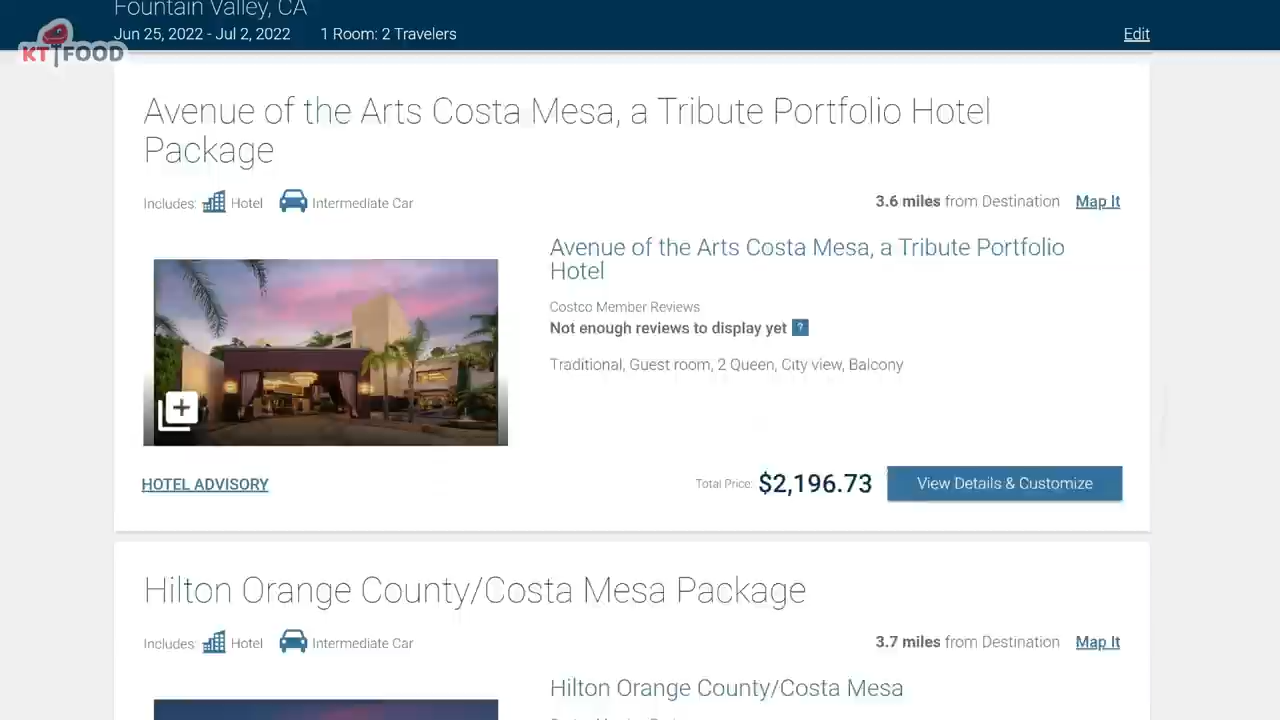 Fountain Valley, CA
Jun 25, 2022 - Jul 2, 2022 1 Room: 2 Travelers Edit
KT FOOD
Avenue of the Arts Costa Mesa, a Tribute Portfolio Hotel
Package
Includes: Hotel Intermediate Car
3.6 miles from Destination Map It
Avenue of the Arts Costa Mesa, a Tribute Portfolio
Hotel
Costco Member Reviews
Not enough reviews to display yet ?
Traditional, Guest room, 2 Queen, City view, Balcony
HOTEL ADVISORY
Total Price: $2,196.73 View Details & Customize
Hilton Orange County/Costa Mesa Package
Includes: Hotel Intermediate Car
3.7 miles from Destination Map It
Hilton Orange County/Costa Mesa